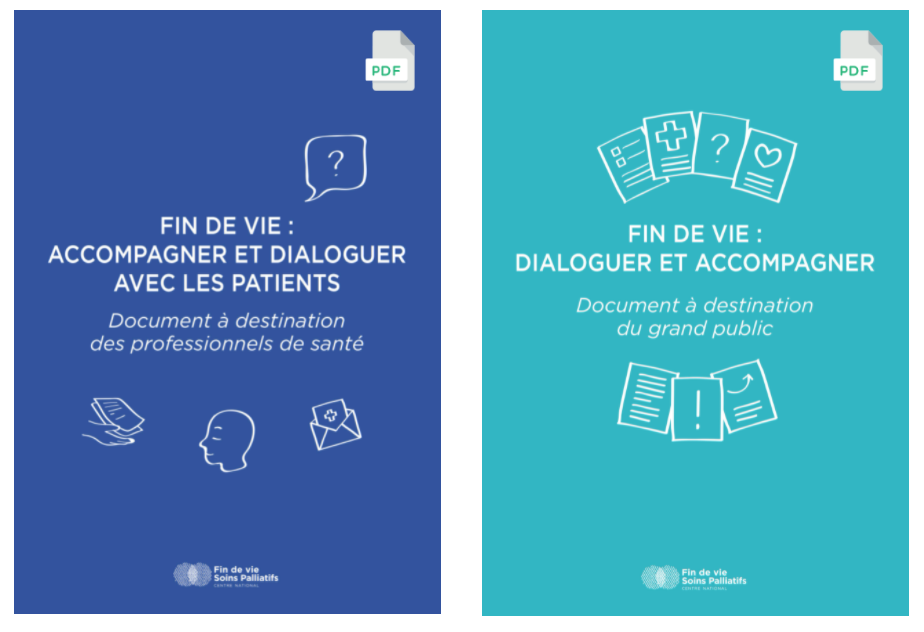 PDF
?
FIN DE VIE :
ACCOMPAGNER ET DIALOGUER
AVEC LES PATIENTS
Document à destination
des professionnels de santé
Fin de vie
Soins Palliatifs
CENTRE NATIONAL
PDF
?
FIN DE VIE :
DIALOGUER ET ACCOMPAGNER
Document à destination
du grand public
!
Fin de vie
Soins Palliatifs
CENTRE NATIONAL